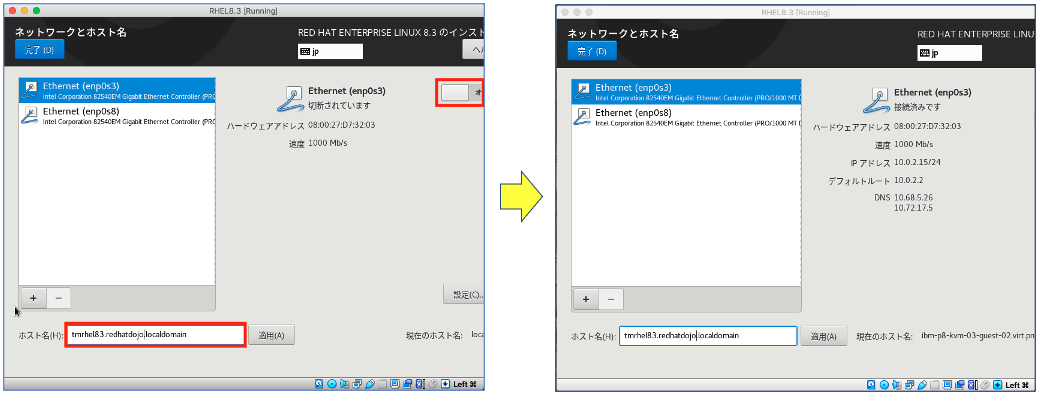 RHEL8.3 [Running]
ネットワークとホスト名
RED HAT ENTERPRISE LINUX 8.3 のインスト
完了 (D)
jp
ヘル
Ethernet (enp0s3)
Intel Corporation 82540EM Gigabit Ethernet Controller (PRO
Ethernet (enp0s8)
Intel Corporation 82540EM Gigabit Ethernet Controller (PRO
Ethernet (enp0s3)
切断されています
オ
ハードウェアアドレス 08:00:27:D7:32:03
速度 1000 Mb/s
+ −
設定(C)...
ホスト名(H): tmrhel83.redhatdojo.localdomain 適用(A) 現在のホスト名: loca
Left ⌘
RHEL8.3 [Running]
ネットワークとホスト名
RED HAT ENTERPRISE LINU
完了 (D)
jp
Ethernet (enp0s3)
Intel Corporation 82540EM Gigabit Ethernet Controller (PRO/1000 MT D
Ethernet (enp0s8)
Intel Corporation 82540EM Gigabit Ethernet Controller (PRO/1000 MT D
Ethernet (enp0s3)
接続済みです
ハードウェアアドレス 08:00:27:D7:32:03
速度 1000 Mb/s
IP アドレス 10.0.2.15/24
デフォルトルート 10.0.2.2
DNS 10.68.5.26
10.72.17.5
+ −
ホスト名(H): tmrhel83.redhatdojo.localdomain 適用(A) 現在のホスト名: ibm-p8-kvm-03-guest-02.virt.pn
Left ⌘